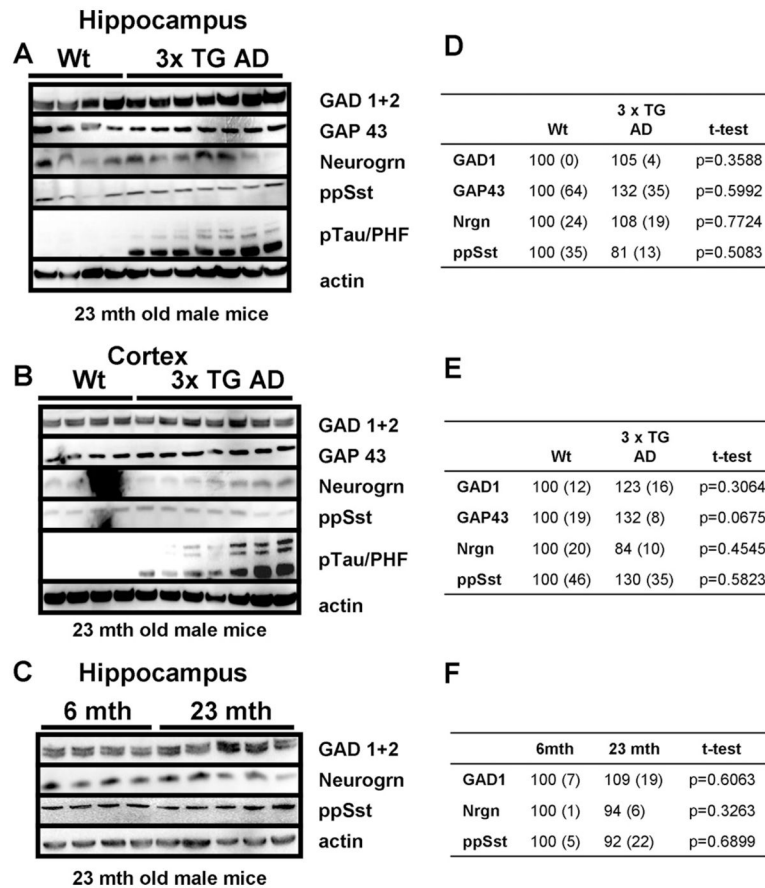 Hippocampus
A
Wt 3x TG AD
GAD 1+2
GAP 43
Neurogrn
ppSst
pTau/PHF
actin
23 mth old male mice
D
Wt 3 x TG AD t-test
GAD1 100 (0) 105 (4) p=0.3588
GAP43 100 (64) 132 (35) p=0.5992
Nrgn 100 (24) 108 (19) p=0.7724
ppSst 100 (35) 81 (13) p=0.5083
Cortex
B
Wt 3x TG AD
GAD 1+2
GAP 43
Neurogrn
ppSst
pTau/PHF
actin
23 mth old male mice
E
Wt 3 x TG AD t-test
GAD1 100 (12) 123 (16) p=0.3064
GAP43 100 (19) 132 (8) p=0.0675
Nrgn 100 (20) 84 (10) p=0.4545
ppSst 100 (46) 130 (35) p=0.5823
C Hippocampus
6 mth 23 mth
GAD 1+2
Neurogrn
ppSst
actin
23 mth old male mice
F
6mth 23 mth t-test
GAD1 100 (7) 109 (19) p=0.6063
Nrgn 100 (1) 94 (6) p=0.3263
ppSst 100 (5) 92 (22) p=0.6899